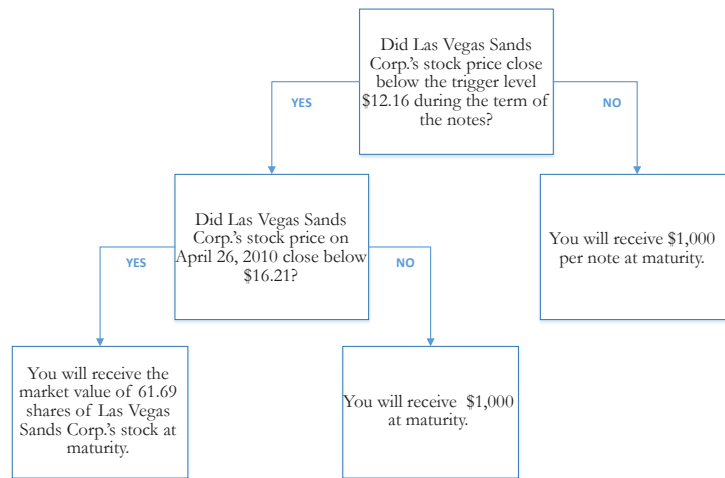 Did Las Vegas Sands
Corp.'s stock price close
below the trigger level
$12.16 during the term of
the notes?
YES
NO
Did Las Vegas Sands
Corp.'s stock price on
April 26, 2010 close below
$16.21?
You will receive $1,000
per note at maturity.
YES
NO
You will receive the
market value of 61.69
shares of Las Vegas
Sands Corp.'s stock at
maturity.
You will receive $1,000
at maturity.